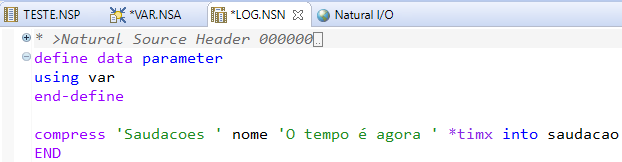 TESTE.NSP *VAR.NSA *LOG.NSN Natural I/O
* >Natural Source Header 000000..
define data parameter
using var
end-define
compress 'Saudacoes ' nome 'O tempo é agora ' *timx into saudacao
END